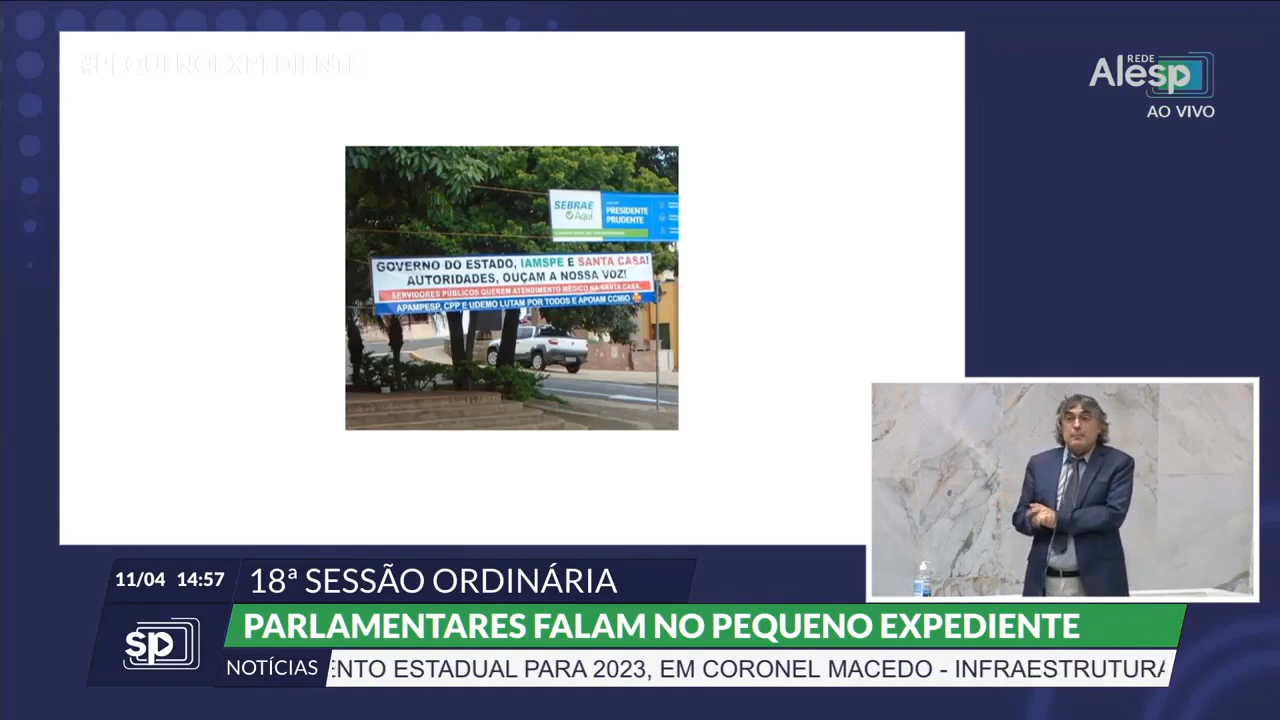 #PEQUENOEXPEDIENTE
REDE
Alesp
AO VIVO
SEBRAE
Aqui
PRESIDENTE
PRUDENTE
GOVERNO DO ESTADO, IAMSPE E SANTA CASA!
AUTORIDADES, OUÇAM A NOSSA VOZ!
SERVIDORES PÚBLICOS QUEREM ATENDIMENTO MÉDICO NA SANTA CASA.
APAMPESP, CPP E UDEMO LUTAM POR TODOS E APOIAM CCMIO
11/04 14:57
18ª SESSÃO ORDINÁRIA
PARLAMENTARES FALAM NO PEQUENO EXPEDIENTE
sp
NOTÍCIAS
ENTO ESTADUAL PARA 2023, EM CORONEL MACEDO - INFRAESTRUTURA